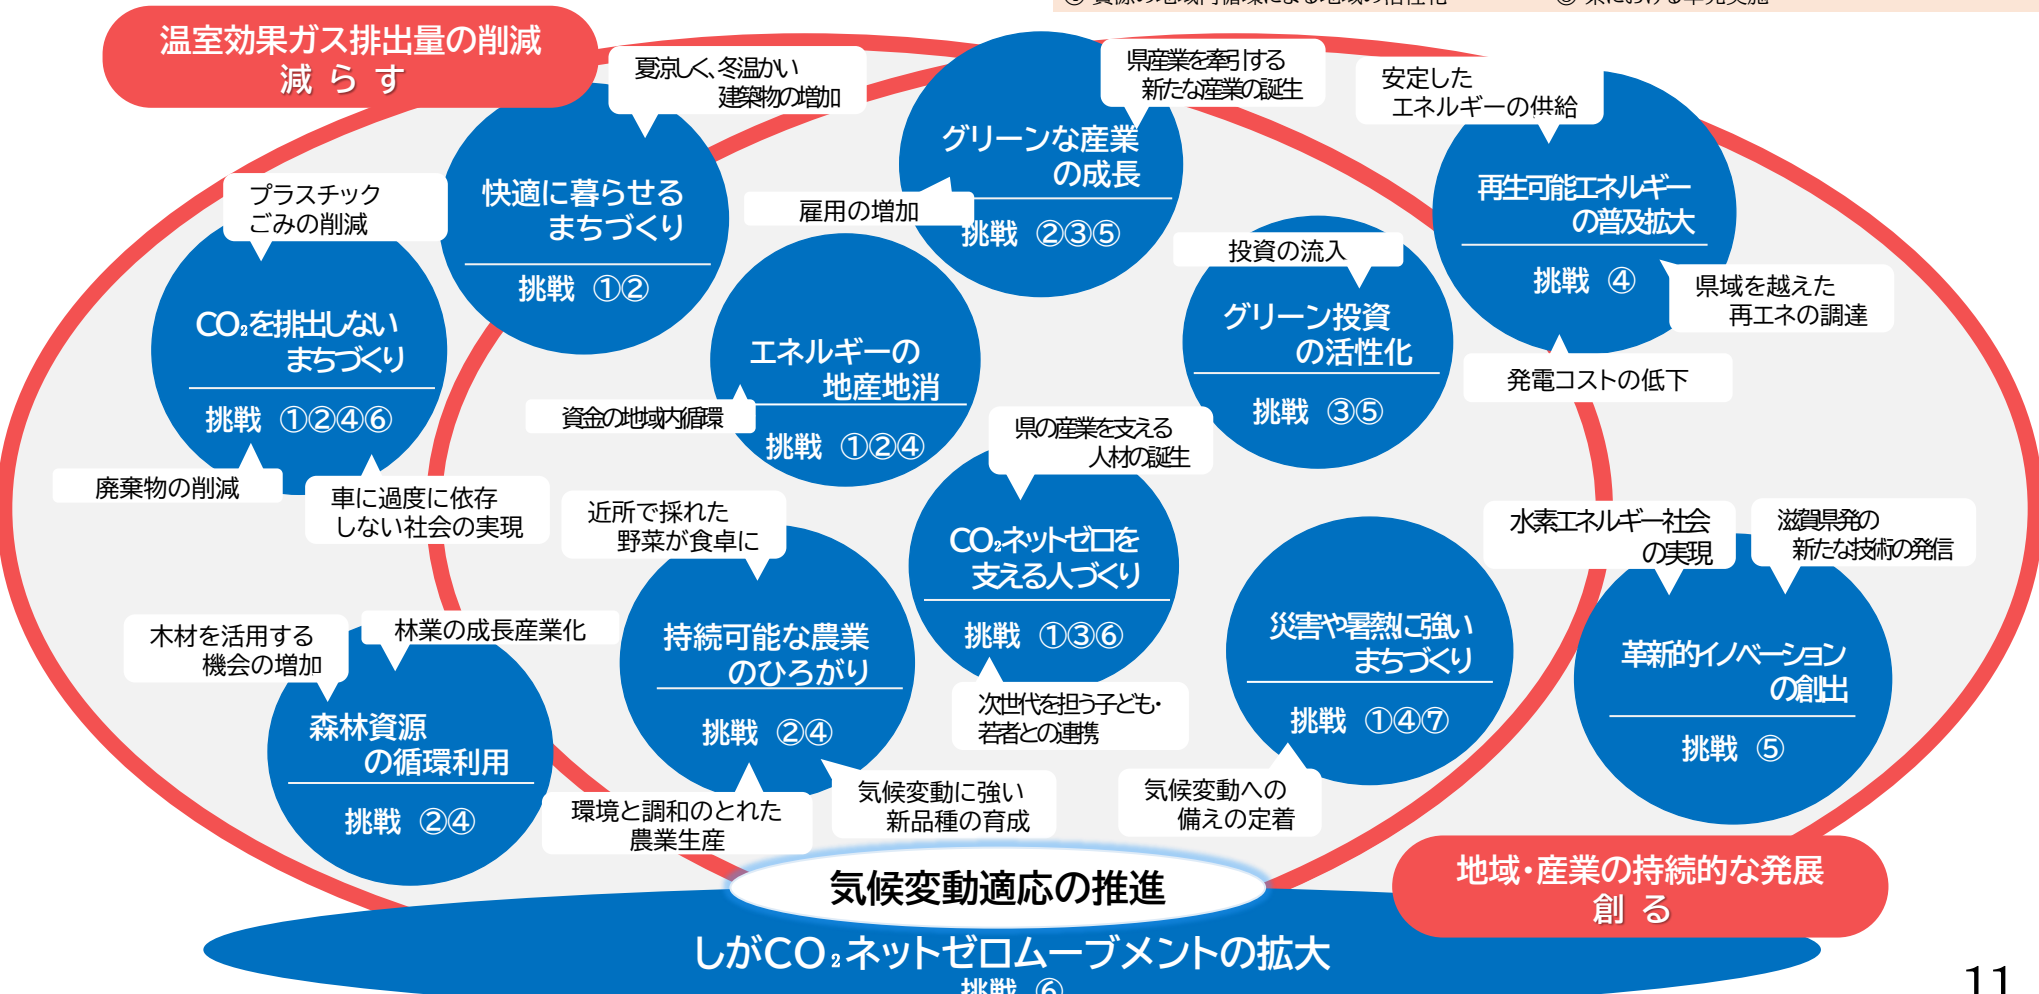 温室効果ガス排出量の削減
減 ら す
夏涼しく、冬温かい
建築物の増加
県産業を牽引する
新たな産業の誕生
安定した
エネルギーの供給
グリーンな産業
の成長
挑戦 ②③⑤
雇用の増加
プラスチック
ごみの削減
快適に暮らせる
まちづくり
挑戦 ①②
再生可能エネルギー
の普及拡大
挑戦 ④
県域を越えた
再エネの調達
発電コストの低下
投資の流入
グリーン投資
の活性化
挑戦 ③⑤
CO₂を排出しない
まちづくり
挑戦 ①②④⑥
廃棄物の削減
車に過度に依存
しない社会の実現
エネルギーの
地産地消
挑戦 ①②④
資金の地域内循環
県の産業を支える
人材の誕生
CO₂ネットゼロを
支える人づくり
挑戦 ①③⑥
次世代を担う子ども・
若者との連携
近所で採れた
野菜が食卓に
持続可能な農業
のひろがり
挑戦 ②④
環境と調和のとれた
農業生産
気候変動に強い
新品種の育成
木材を活用する
機会の増加
林業の成長産業化
森林資源
の循環利用
挑戦 ②④
災害や暑熱に強い
まちづくり
挑戦 ①④⑦
気候変動への
備えの定着
水素エネルギー社会
の実現
滋賀県発の
新たな技術の発信
革新的イノベーション
の創出
挑戦 ⑤
気候変動適応の推進
地域・産業の持続的な発展
創 る
しがCO₂ネットゼロムーブメントの拡大
挑戦 ⑥
11